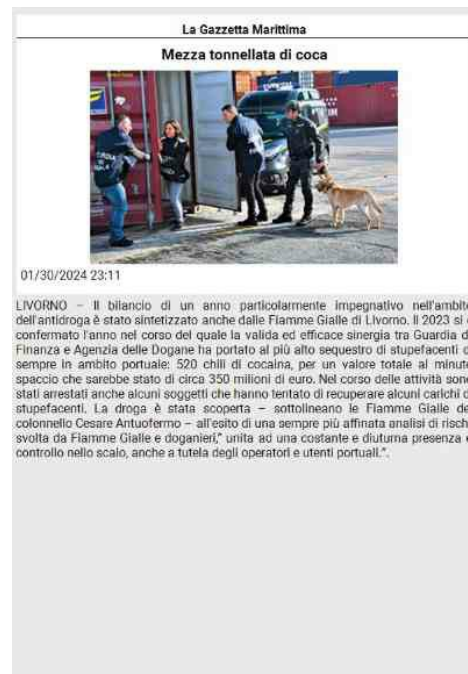 La Gazzetta Marittima
Mezza tonnellata di coca
01/30/2024 23:11
LIVORNO – Il bilancio di un anno particolarmente impegnativo nell'ambito
dell'antidroga è stato sintetizzato anche dalle Fiamme Gialle di Livorno. Il 2023 si è
confermato l'anno nel corso del quale la valida ed efficace sinergia tra Guardia di
Finanza e Agenzia delle Dogane ha portato al più alto sequestro di stupefacenti di
sempre in ambito portuale: 520 chili di cocaina, per un valore totale al minuto
spaccio che sarebbe stato di circa 350 milioni di euro. Nel corso delle attività sono
stati arrestati anche alcuni soggetti che hanno tentato di recuperare alcuni carichi di
stupefacenti. La droga è stata scoperta – sottolineano le Fiamme Gialle del
colonnello Cesare Antuofermo – all'esito di una sempre più affinata analisi di rischi
svolta da Fiamme Gialle e doganieri,” unita ad una costante e diuturna presenza e
controllo nello scalo, anche a tutela degli operatori e utenti portuali.”.